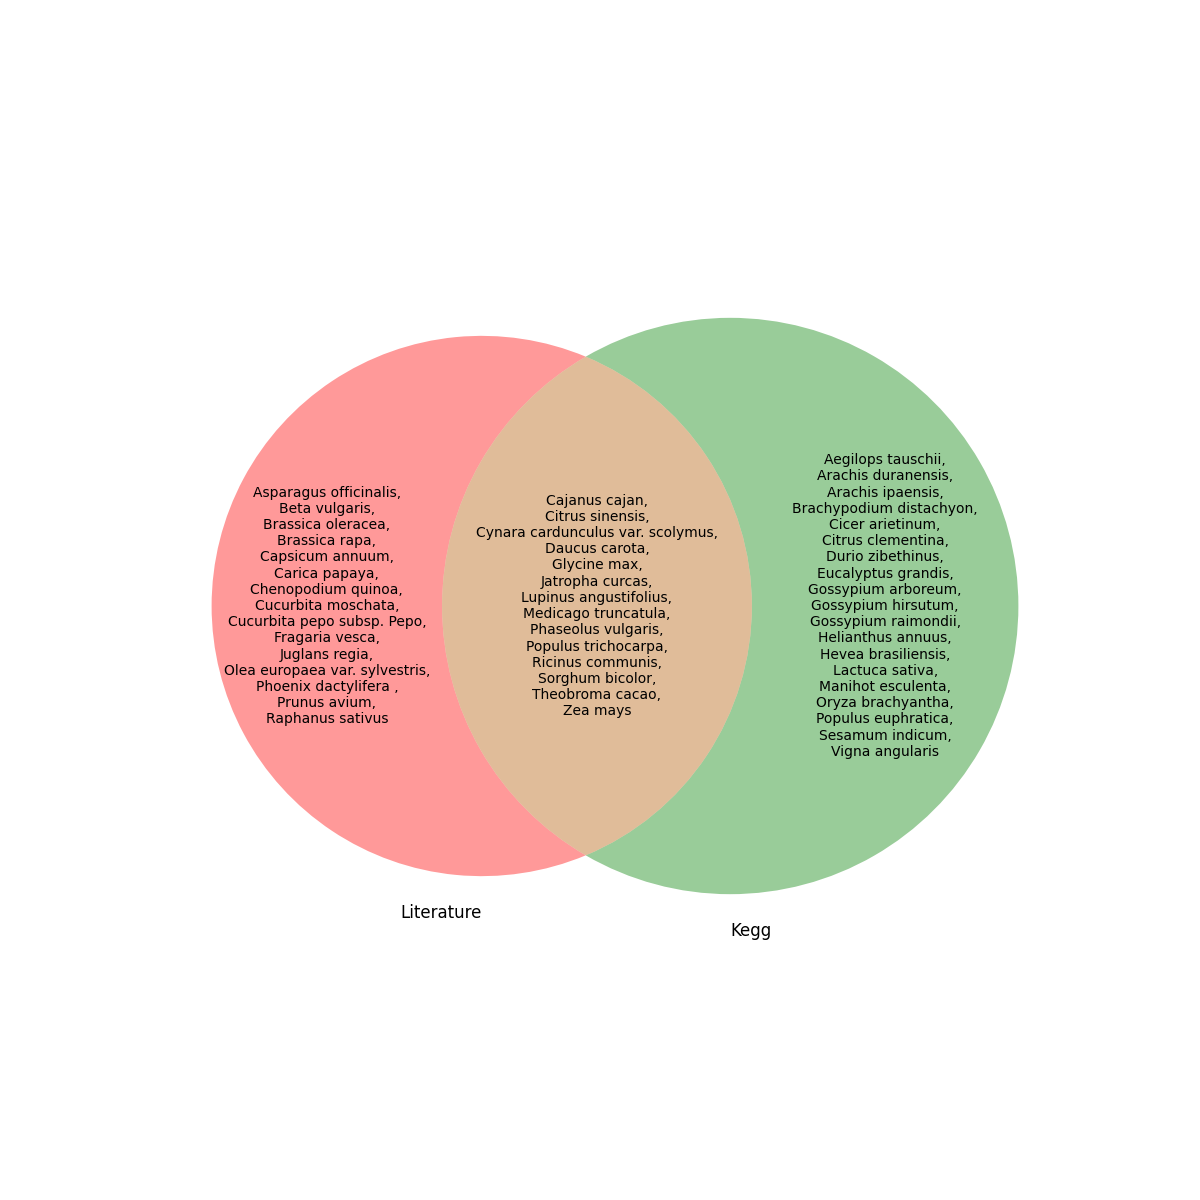 Asparagus officinalis,
Beta vulgaris,
Brassica oleracea,
Brassica rapa,
Capsicum annuum,
Carica papaya,
Chenopodium quinoa,
Cucurbita moschata,
Cucurbita pepo subsp. Pepo,
Fragaria vesca,
Juglans regia,
Olea europaea var. sylvestris,
Phoenix dactylifera ,
Prunus avium,
Raphanus sativus
Cajanus cajan,
Citrus sinensis,
Cynara cardunculus var. scolymus,
Daucus carota,
Glycine max,
Jatropha curcas,
Lupinus angustifolius,
Medicago truncatula,
Phaseolus vulgaris,
Populus trichocarpa,
Ricinus communis,
Sorghum bicolor,
Theobroma cacao,
Zea mays
Aegilops tauschii,
Arachis duranensis,
Arachis ipaensis,
Brachypodium distachyon,
Cicer arietinum,
Citrus clementina,
Durio zibethinus,
Eucalyptus grandis,
Gossypium arboreum,
Gossypium hirsutum,
Gossypium raimondii,
Helianthus annuus,
Hevea brasiliensis,
Lactuca sativa,
Manihot esculenta,
Oryza brachyantha,
Populus euphratica,
Sesamum indicum,
Vigna angularis
Literature
Kegg